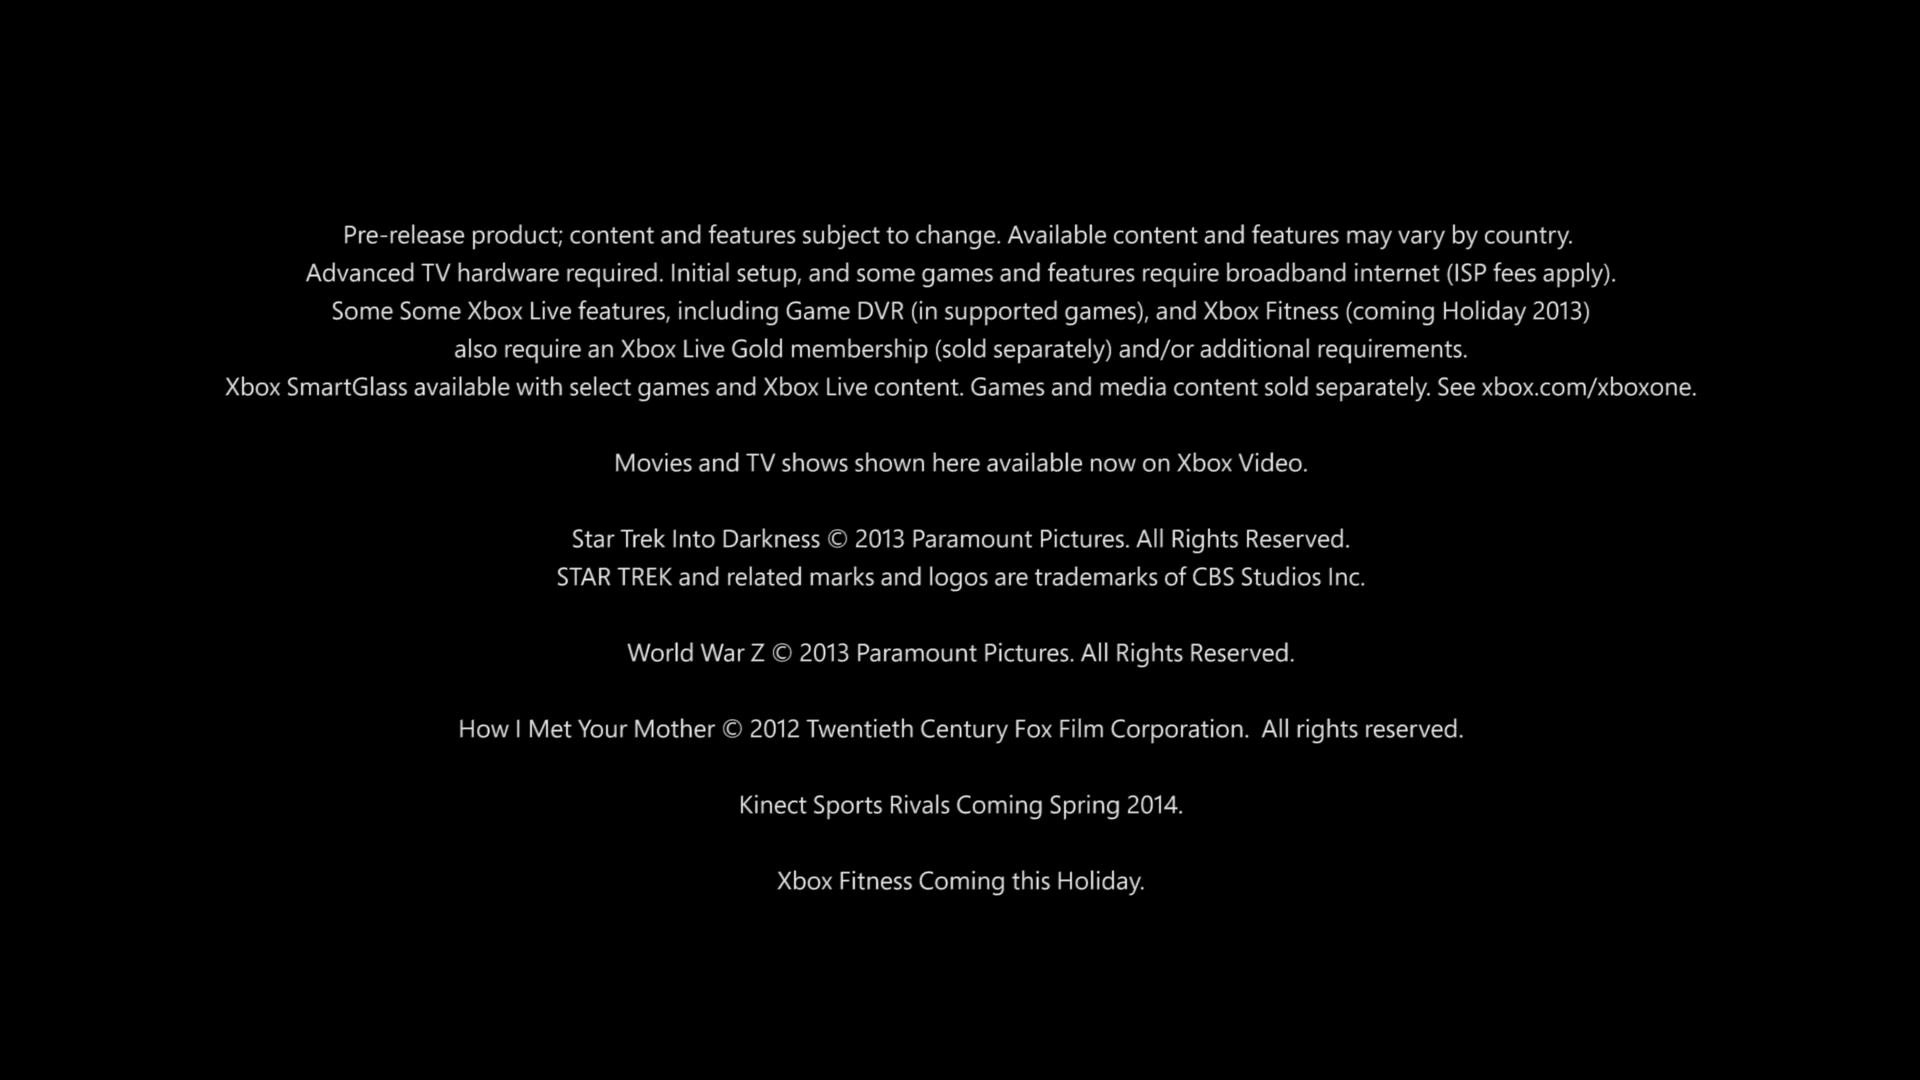 Pre-release product; content and features subject to change. Available content and features may vary by country.
Advanced TV hardware required. Initial setup, and some games and features require broadband internet (ISP fees apply).
Some Some Xbox Live features, including Game DVR (in supported games), and Xbox Fitness (coming Holiday 2013)
also require an Xbox Live Gold membership (sold separately) and/or additional requirements.
Xbox SmartGlass available with select games and Xbox Live content. Games and media content sold separately. See xbox.com/xboxone.
Movies and TV shows shown here available now on Xbox Video.
Star Trek Into Darkness © 2013 Paramount Pictures. All Rights Reserved.
STAR TREK and related marks and logos are trademarks of CBS Studios Inc.
World War Z © 2013 Paramount Pictures. All Rights Reserved.
How I Met Your Mother © 2012 Twentieth Century Fox Film Corporation.  All rights reserved.
Kinect Sports Rivals Coming Spring 2014.
Xbox Fitness Coming this Holiday.